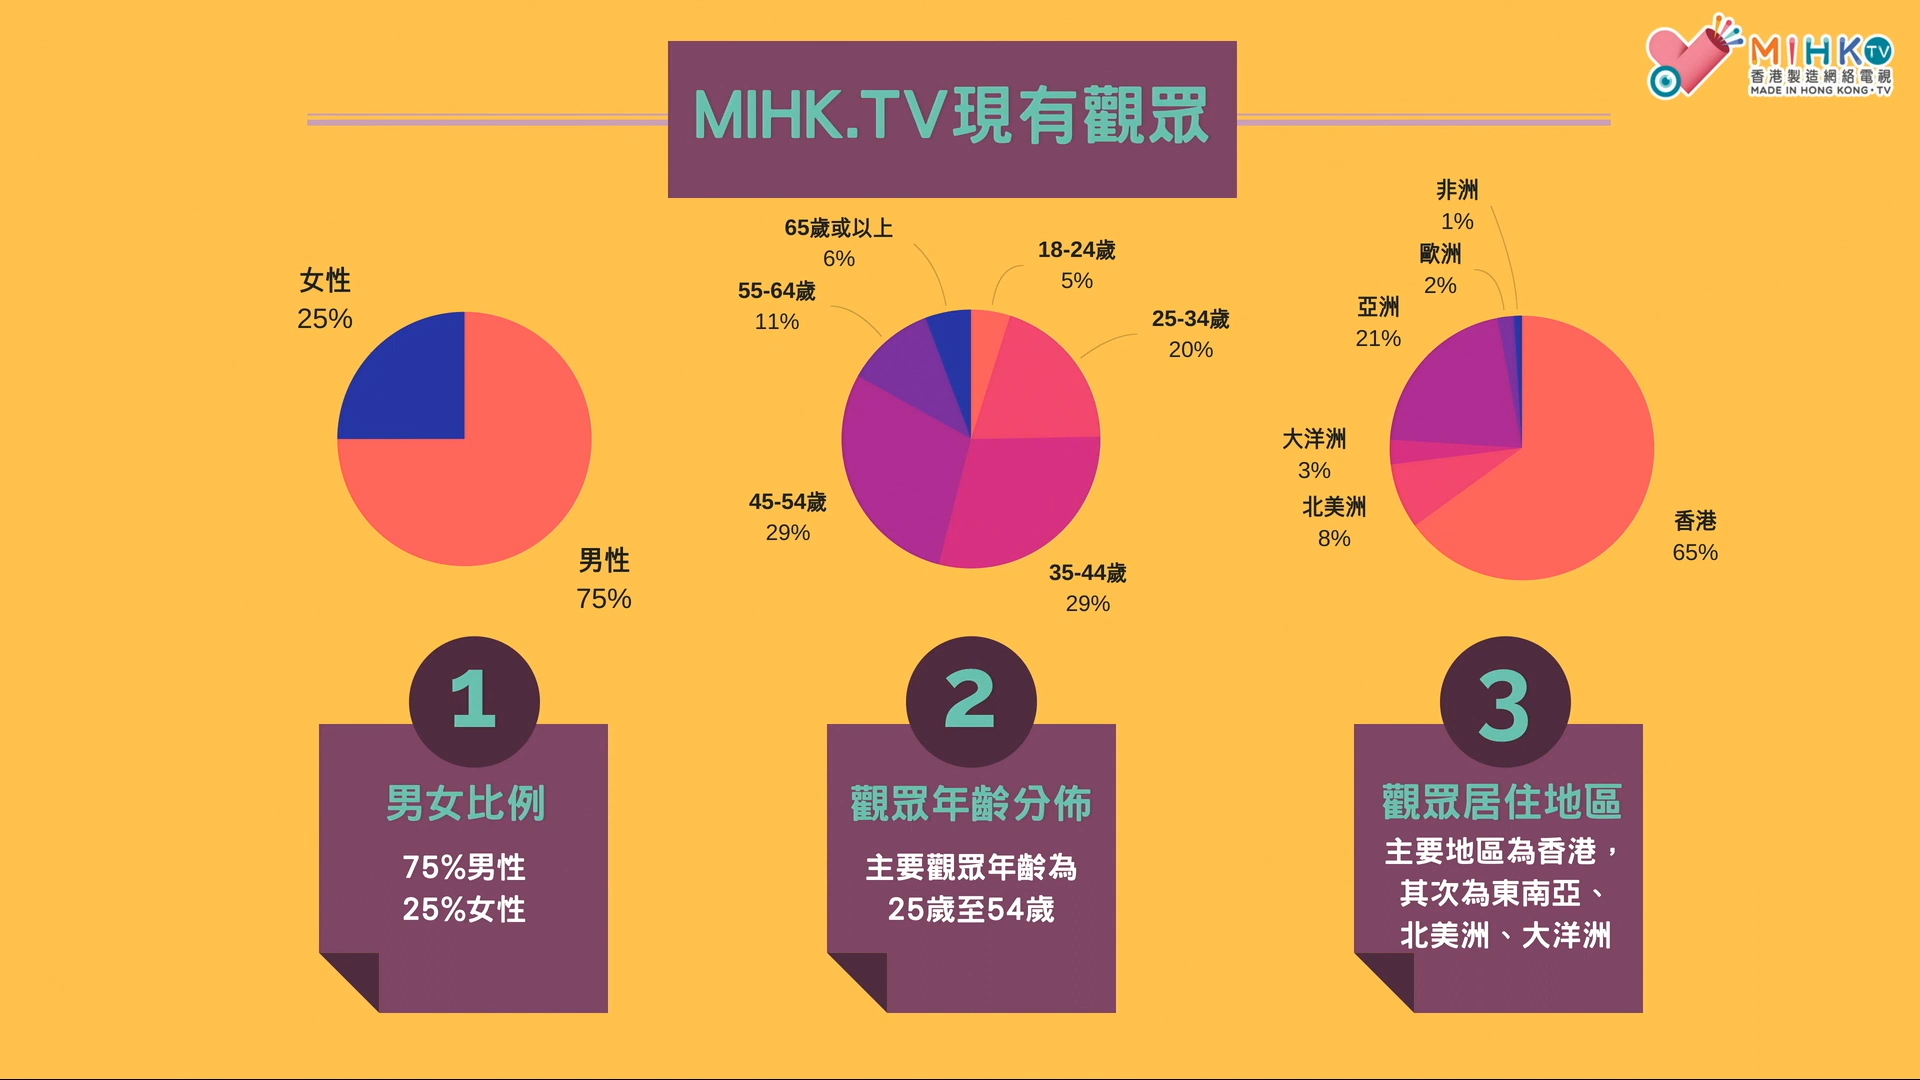 MIHK TV
香港製造網絡電視
MADE IN HONG KONG·TV
MIHK.TV現有觀眾
女性
25%
男性
75%
65歲或以上
6%
18-24歲
5%
55-64歲
11%
25-34歲
20%
45-54歲
29%
35-44歲
29%
非洲
1%
歐洲
2%
亞洲
21%
大洋洲
3%
北美洲
8%
香港
65%
1
男女比例
75%男性
25%女性
2
觀眾年齡分佈
主要觀眾年齡為
25歲至54歲
3
觀眾居住地區
主要地區為香港，
其次為東南亞、
北美洲、大洋洲